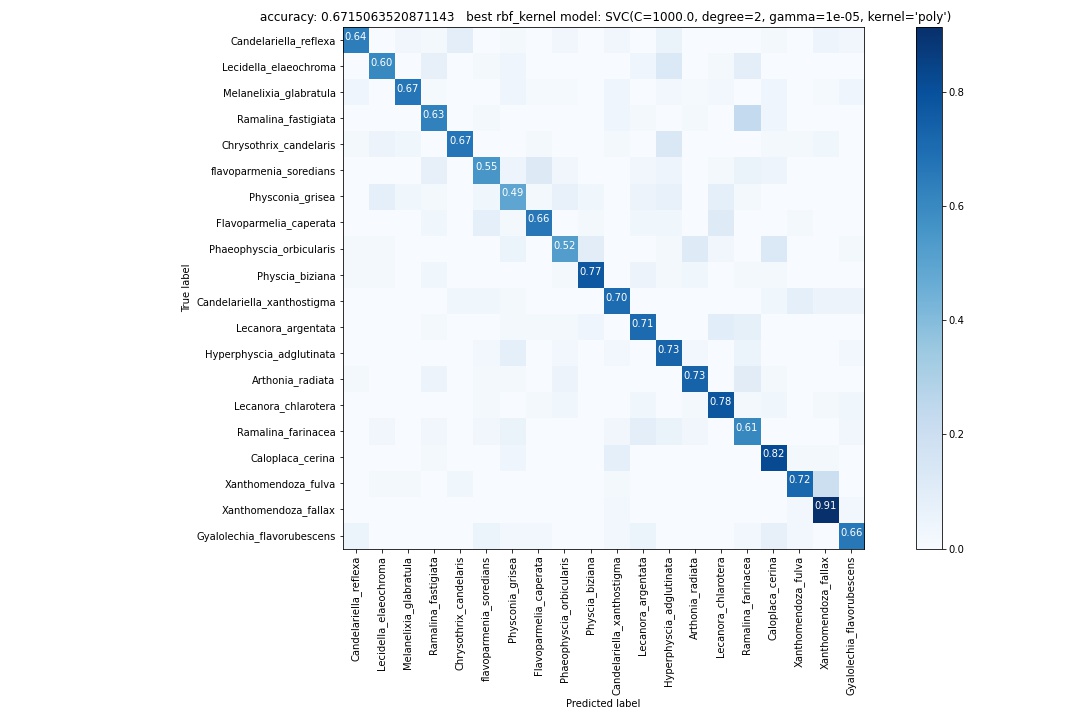 accuracy: 0.6715063520871143   best rbf_kernel model: SVC(C=1000.0, degree=2, gamma=1e-05, kernel='poly')
True label
Candelariella_reflexa
Lecidella_elaeochroma
Melanelixia_glabratula
Ramalina_fastigiata
Chrysothrix_candelaris
flavoparmenia_soredians
Physconia_grisea
Flavoparmelia_caperata
Phaeophyscia_orbicularis
Physcia_biziana
Candelariella_xanthostigma
Lecanora_argentata
Hyperphyscia_adglutinata
Arthonia_radiata
Lecanora_chlarotera
Ramalina_farinacea
Caloplaca_cerina
Xanthomendoza_fulva
Xanthomendoza_fallax
Gyalolechia_flavorubescens
0.64
0.60
0.67
0.63
0.67
0.55
0.49
0.66
0.52
0.77
0.70
0.71
0.73
0.73
0.78
0.61
0.82
0.72
0.91
0.66
Candelariella_reflexa
Lecidella_elaeochroma
Melanelixia_glabratula
Ramalina_fastigiata
Chrysothrix_candelaris
flavoparmenia_soredians
Physconia_grisea
Flavoparmelia_caperata
Phaeophyscia_orbicularis
Physcia_biziana
Candelariella_xanthostigma
Lecanora_argentata
Hyperphyscia_adglutinata
Arthonia_radiata
Lecanora_chlarotera
Ramalina_farinacea
Caloplaca_cerina
Xanthomendoza_fulva
Xanthomendoza_fallax
Gyalolechia_flavorubescens
Predicted label
0.8
0.6
0.4
0.2
0.0